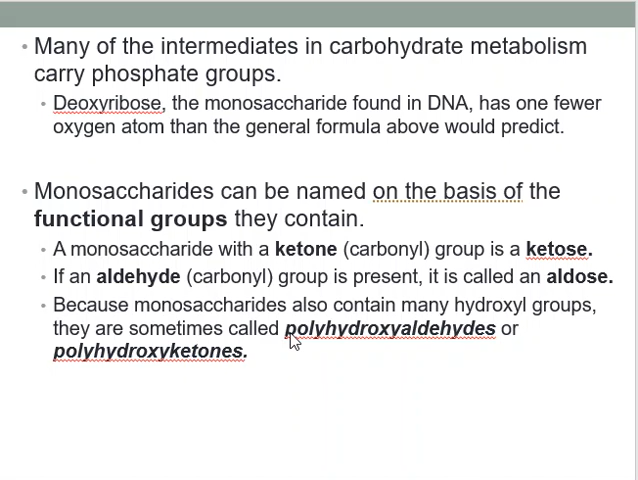 • Many of the intermediates in carbohydrate metabolism
carry phosphate groups.
• Deoxyribose, the monosaccharide found in DNA, has one fewer
oxygen atom than the general formula above would predict.
• Monosaccharides can be named on the basis of the
functional groups they contain.
• A monosaccharide with a ketone (carbonyl) group is a ketose.
• If an aldehyde (carbonyl) group is present, it is called an aldose.
• Because monosaccharides also contain many hydroxyl groups,
they are sometimes called polyhydroxyaldehydes or
polyhydroxyketones.